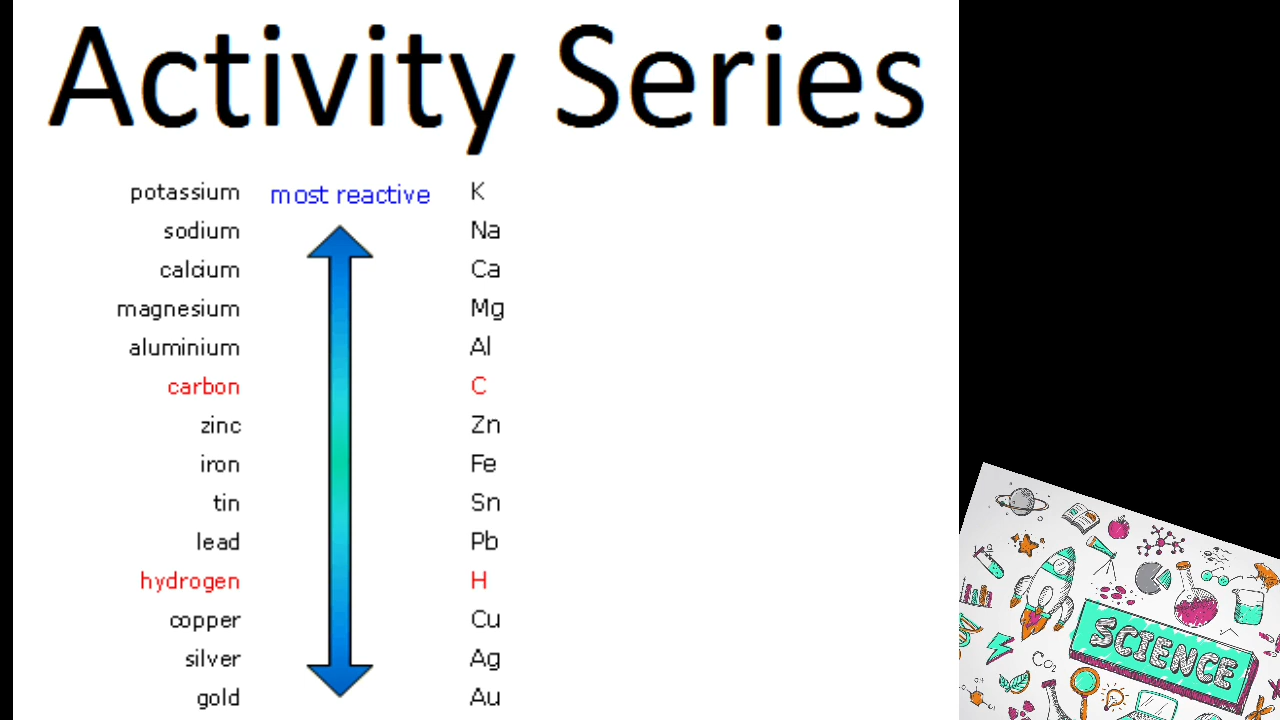 Activity Series
potassium most reactive K
sodium Na
calcium Ca
magnesium Mg
aluminium Al
carbon C
zinc Zn
iron Fe
tin Sn
lead Pb
hydrogen H
copper Cu
silver Ag
gold Au
SCIENCE